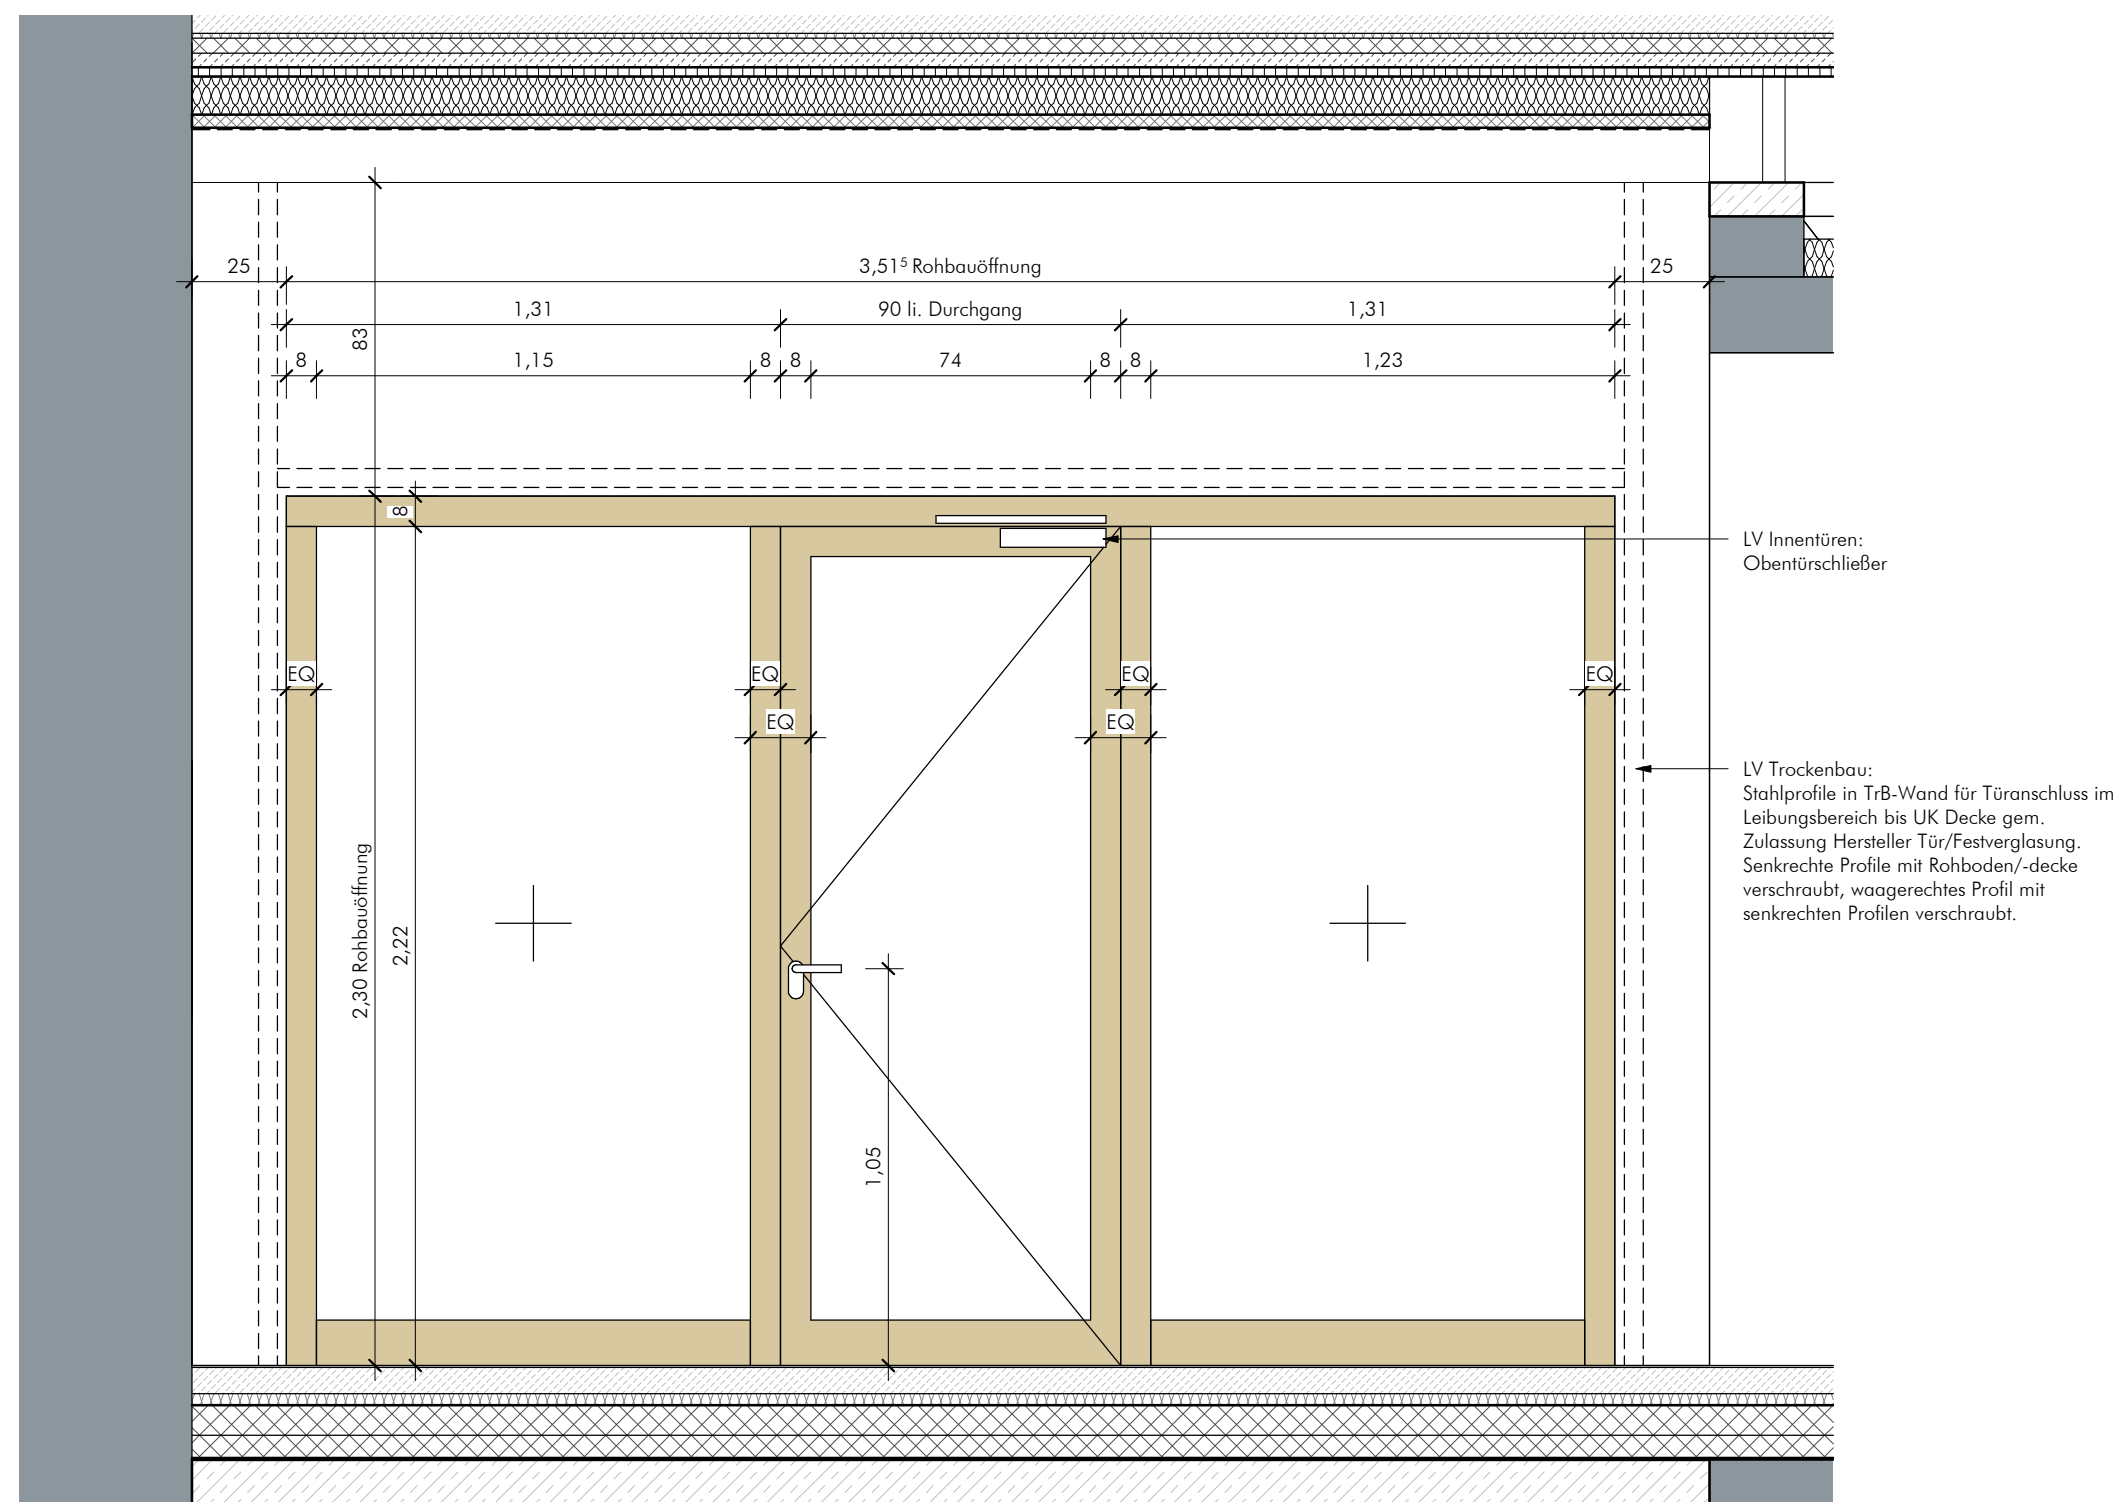 25
3,51⁵ Rohbauöffnung
25
1,31
90 li. Durchgang
1,31
83
8
1,15
8
8
74
8
8
1,23
8
LV Innentüren:
Obentürschließer
EQ
EQ
EQ
EQ
EQ
EQ
LV Trockenbau:
Stahlprofile in TrB-Wand für Türanschluss im
Leibungsbereich bis UK Decke gem.
Zulassung Hersteller Tür/Festverglasung.
Senkrechte Profile mit Rohboden/-decke
verschraubt, waagerechtes Profil mit
senkrechten Profilen verschraubt.
2,30 Rohbauöffnung
2,22
1,05